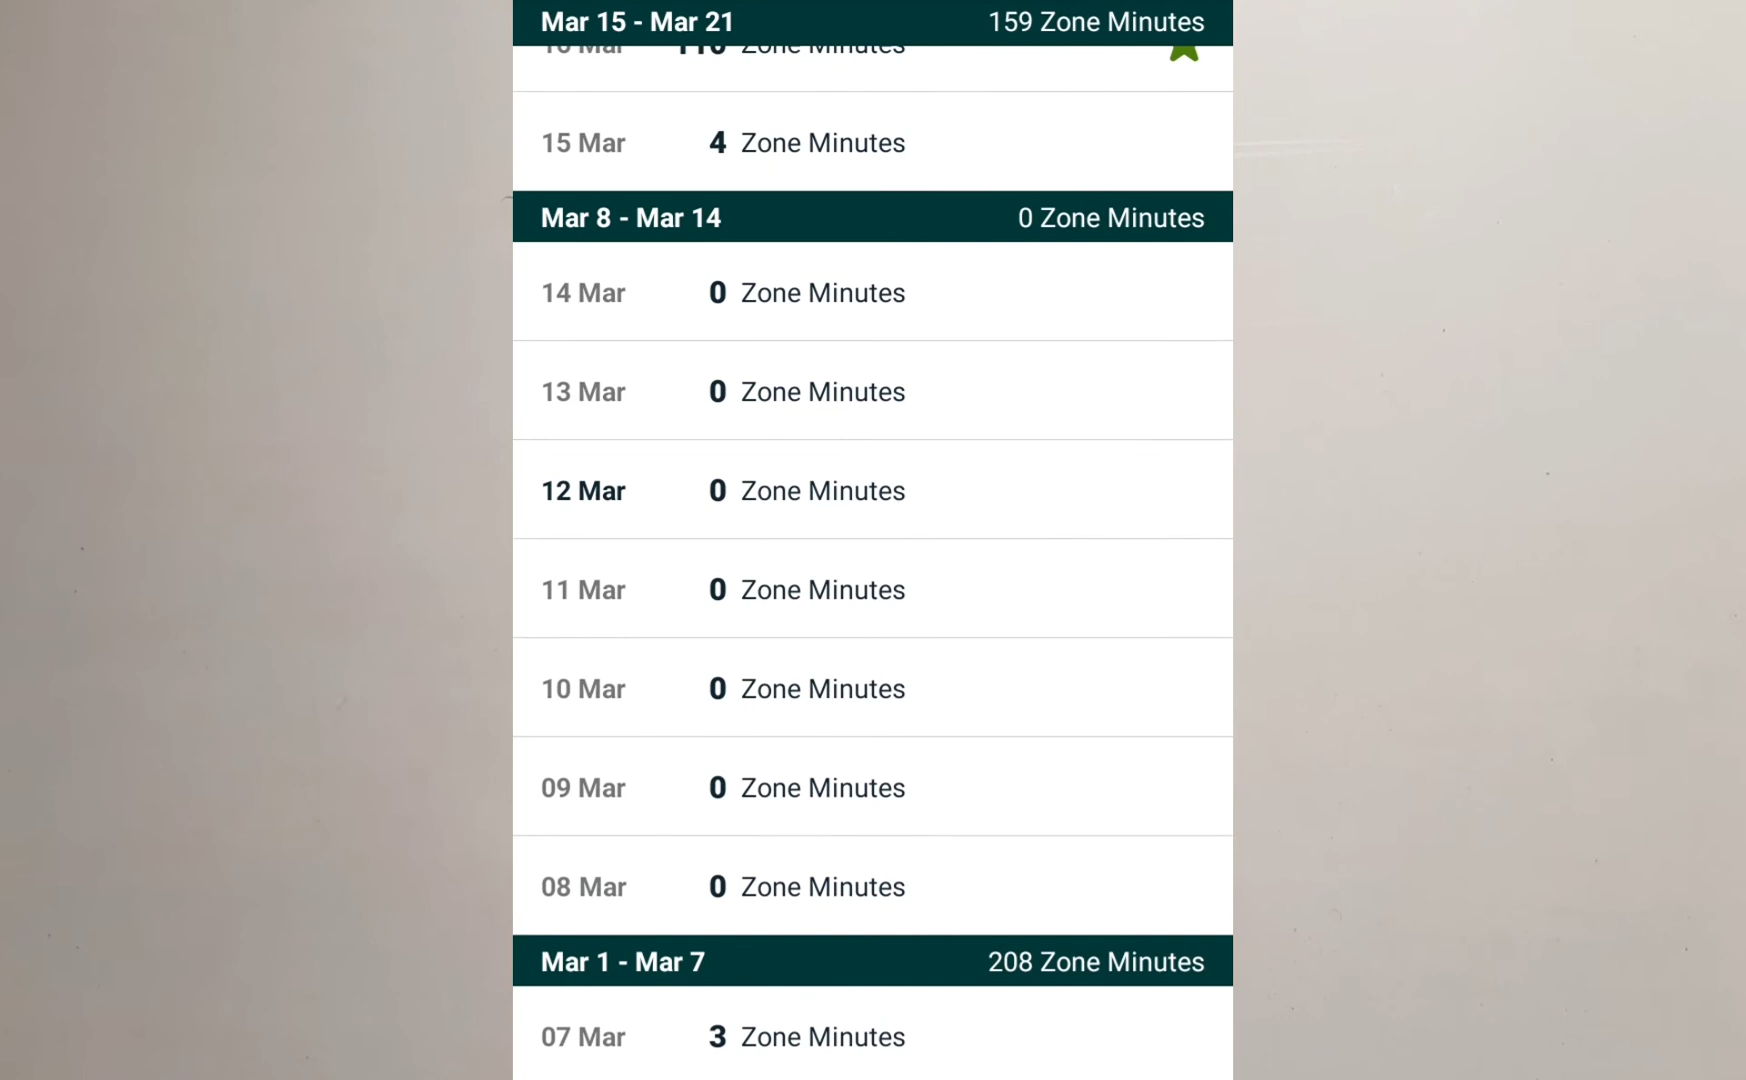 Mar 15 - Mar 21 159 Zone Minutes
Zone Minutes
15 Mar 4 Zone Minutes
Mar 8 - Mar 14 0 Zone Minutes
14 Mar 0 Zone Minutes
13 Mar 0 Zone Minutes
12 Mar 0 Zone Minutes
11 Mar 0 Zone Minutes
10 Mar 0 Zone Minutes
09 Mar 0 Zone Minutes
08 Mar 0 Zone Minutes
Mar 1 - Mar 7 208 Zone Minutes
07 Mar 3 Zone Minutes